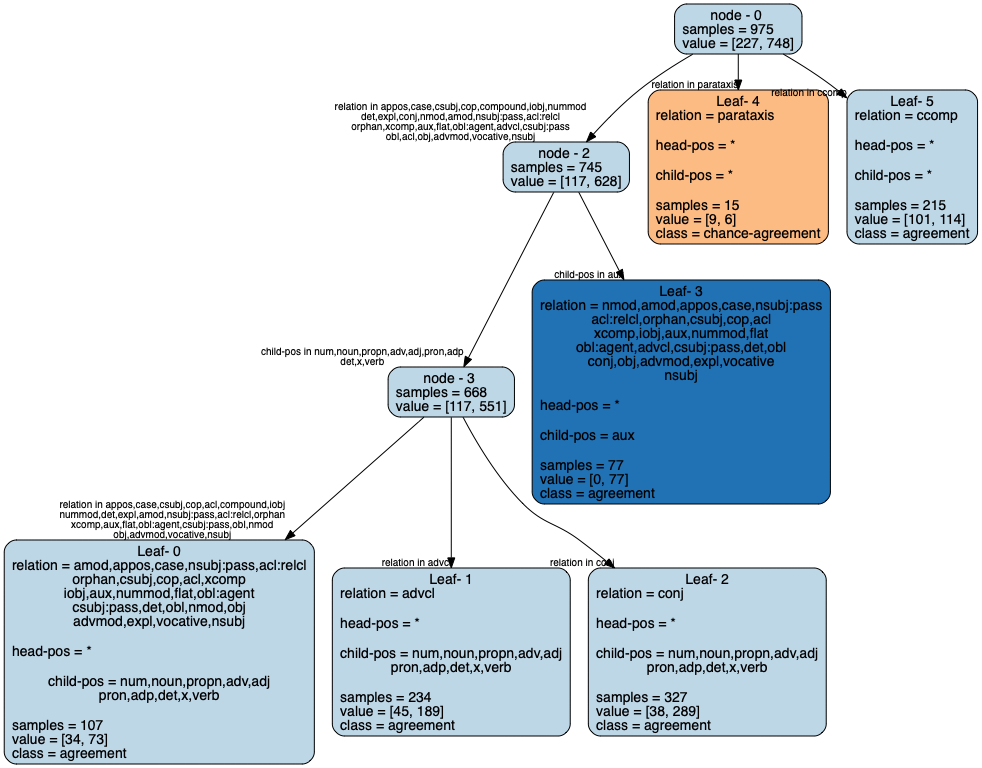 node - 0
samples = 975
value = [227, 748]
relation in parataxis
relation in ccomp
relation in appos,case,csubj,cop,compound,iobj,nummod
det,expl,conj,nmod,amod,nsubj:pass,acl:relcl
orphan,xcomp,aux,flat,obl:agent,advcl,csubj:pass
obl,acl,obj,advmod,vocative,nsubj
Leaf- 4
relation = parataxis
head-pos = *
child-pos = *
samples = 15
value = [9, 6]
class = chance-agreement
Leaf- 5
relation = ccomp
head-pos = *
child-pos = *
samples = 215
value = [101, 114]
class = agreement
node - 2
samples = 745
value = [117, 628]
child-pos in aux
Leaf- 3
relation = nmod,amod,appos,case,nsubj:pass
acl:relcl,orphan,csubj,cop,acl
xcomp,iobj,aux,nummod,flat
obl:agent,advcl,csubj:pass,det,obl
conj,obj,advmod,expl,vocative
nsubj
head-pos = *
child-pos = aux
samples = 77
value = [0, 77]
class = agreement
child-pos in num,noun,propn,adv,adj,pron,adp
det,x,verb
node - 3
samples = 668
value = [117, 551]
relation in appos,case,csubj,cop,acl,compound,iobj
nummod,det,expl,amod,nsubj:pass,acl:relcl,orphan
xcomp,aux,flat,obl:agent,csubj:pass,obl,nmod
obj,advmod,vocative,nsubj
relation in advcl
relation in conj
Leaf- 0
relation = amod,appos,case,nsubj:pass,acl:relcl
orphan,csubj,cop,acl,xcomp
iobj,aux,nummod,flat,obl:agent
csubj:pass,det,obl,nmod,obj
advmod,expl,vocative,nsubj
head-pos = *
child-pos = num,noun,propn,adv,adj
pron,adp,det,x,verb
samples = 107
value = [34, 73]
class = agreement
Leaf- 1
relation = advcl
head-pos = *
child-pos = num,noun,propn,adv,adj
pron,adp,det,x,verb
samples = 234
value = [45, 189]
class = agreement
Leaf- 2
relation = conj
head-pos = *
child-pos = num,noun,propn,adv,adj
pron,adp,det,x,verb
samples = 327
value = [38, 289]
class = agreement